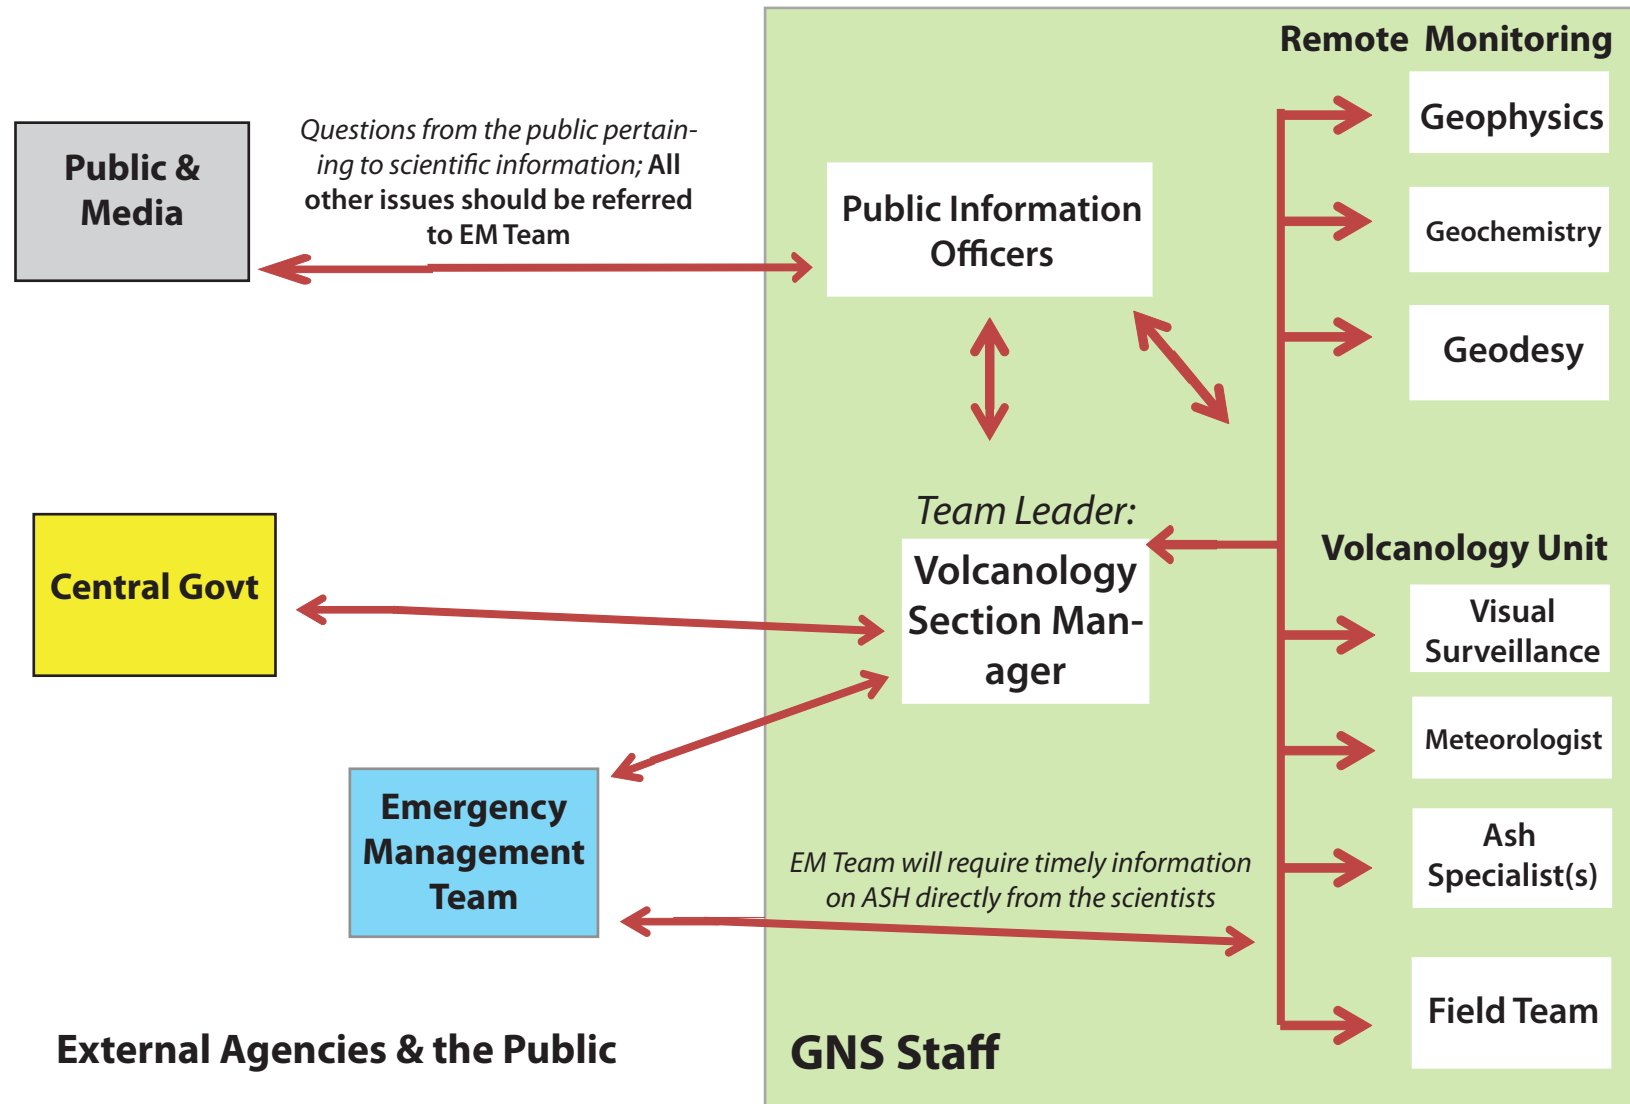 Remote Monitoring
Geophysics
Geochemistry
Geodesy
Public &
Media
Questions from the public pertain-
ing to scientific information; All
other issues should be referred
to EM Team
Public Information
Officers
Team Leader:
Volcanology
Section Man-
ager
Central Govt
Volcanology Unit
Visual
Surveillance
Meteorologist
Ash
Specialist(s)
Field Team
Emergency
Management
Team
EM Team will require timely information
on ASH directly from the scientists
External Agencies & the Public
GNS Staff